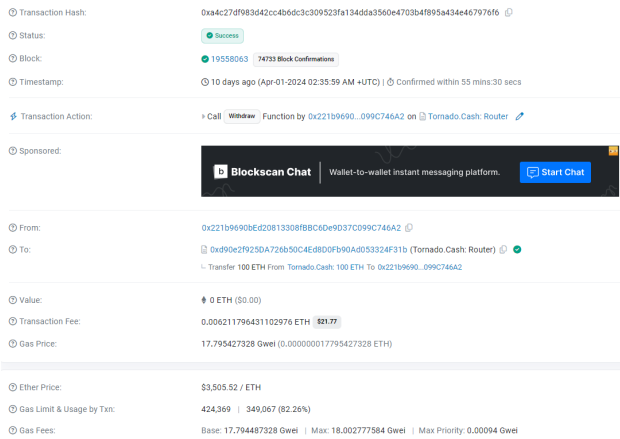 Transaction Hash: 0xa4c27df983d42cc4b6dc3c309523fa134dda3560e4703b4f895a434e467976f6
Status: Success
Block: 19558063 74733 Block Confirmations
Timestamp: 10 days ago (Apr-01-2024 02:35:59 AM +UTC) | Confirmed within 55 mins:30 secs
Transaction Action: Call Withdraw Function by 0x221b9690...099C746A2 on Tornado.Cash: Router
Sponsored: b Blockscan Chat Wallet-to-wallet instant messaging platform. Start Chat
From: 0x221b9690bEd20813308fBBC6De9D37C099C746A2
To: 0xd90e2f925DA726b50C4Ed8D0Fb90Ad053324F31b (Tornado.Cash: Router)
Transfer 100 ETH From Tornado.Cash: 100 ETH To 0x221b9690...099C746A2
Value: 0 ETH ($0.00)
Transaction Fee: 0.006211796431102976 ETH $21.77
Gas Price: 17.795427328 Gwei (0.000000017795427328 ETH)
Ether Price: $3,505.52 / ETH
Gas Limit & Usage by Txn: 424,369 | 349,067 (82.26%)
Gas Fees: Base: 17.794487328 Gwei | Max: 18.002777584 Gwei | Max Priority: 0.00094 Gwei